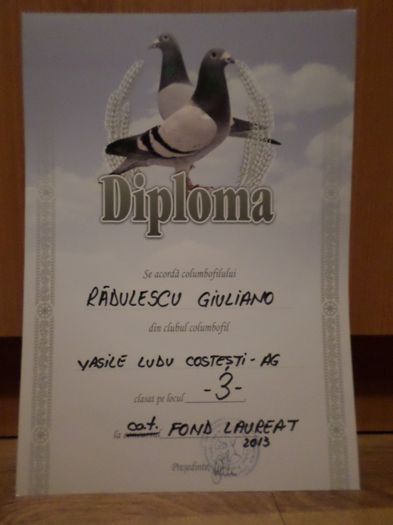 Diploma
Se acordă columbofilului
RĂDULESCU GIULIANO
din clubul columbofil
VASILE LUDU COSTEȘTI - AG
clasat pe locul -3-
la cat. FOND LAUREAT
2013
Președinte,